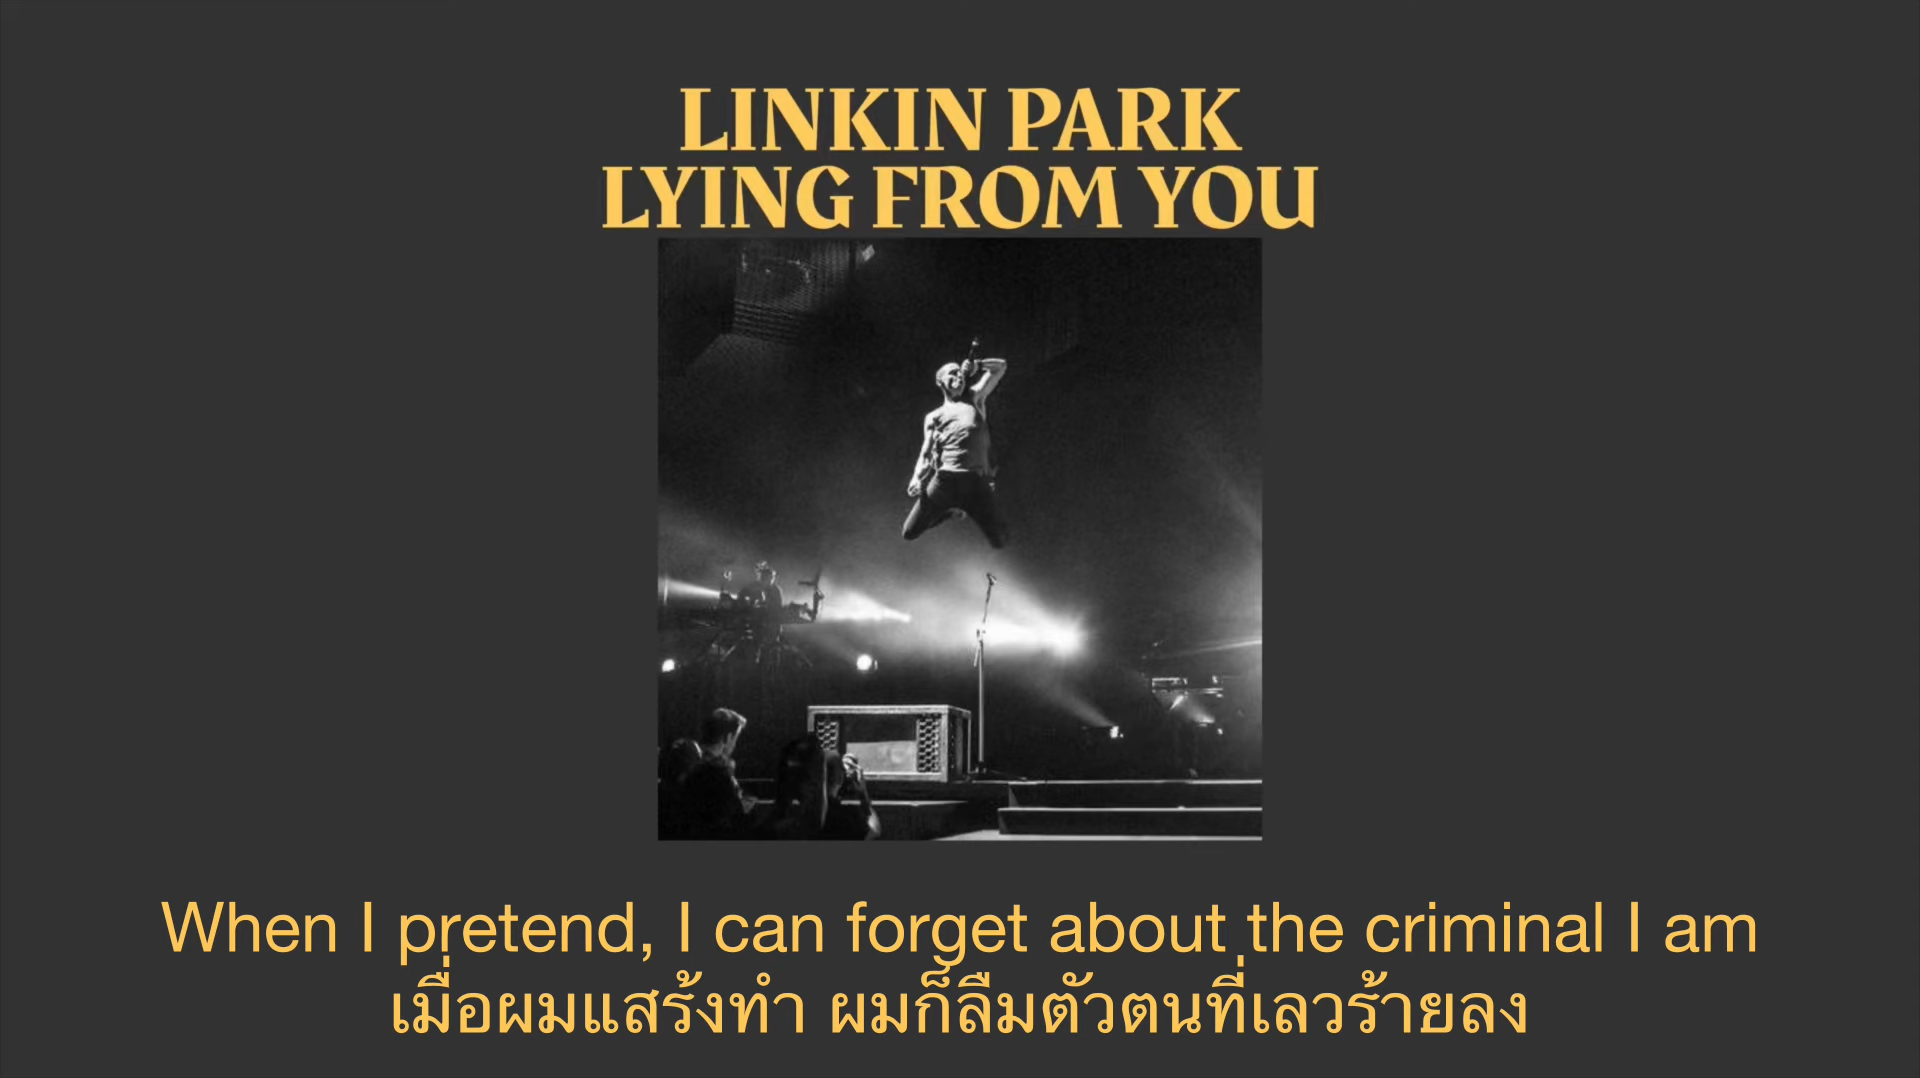 LINKIN PARK
LYING FROM YOU
When I pretend, I can forget about the criminal I am
เมื่อผมแสร้งทำ ผมก็ลืมตัวตนที่เลวร้ายลง